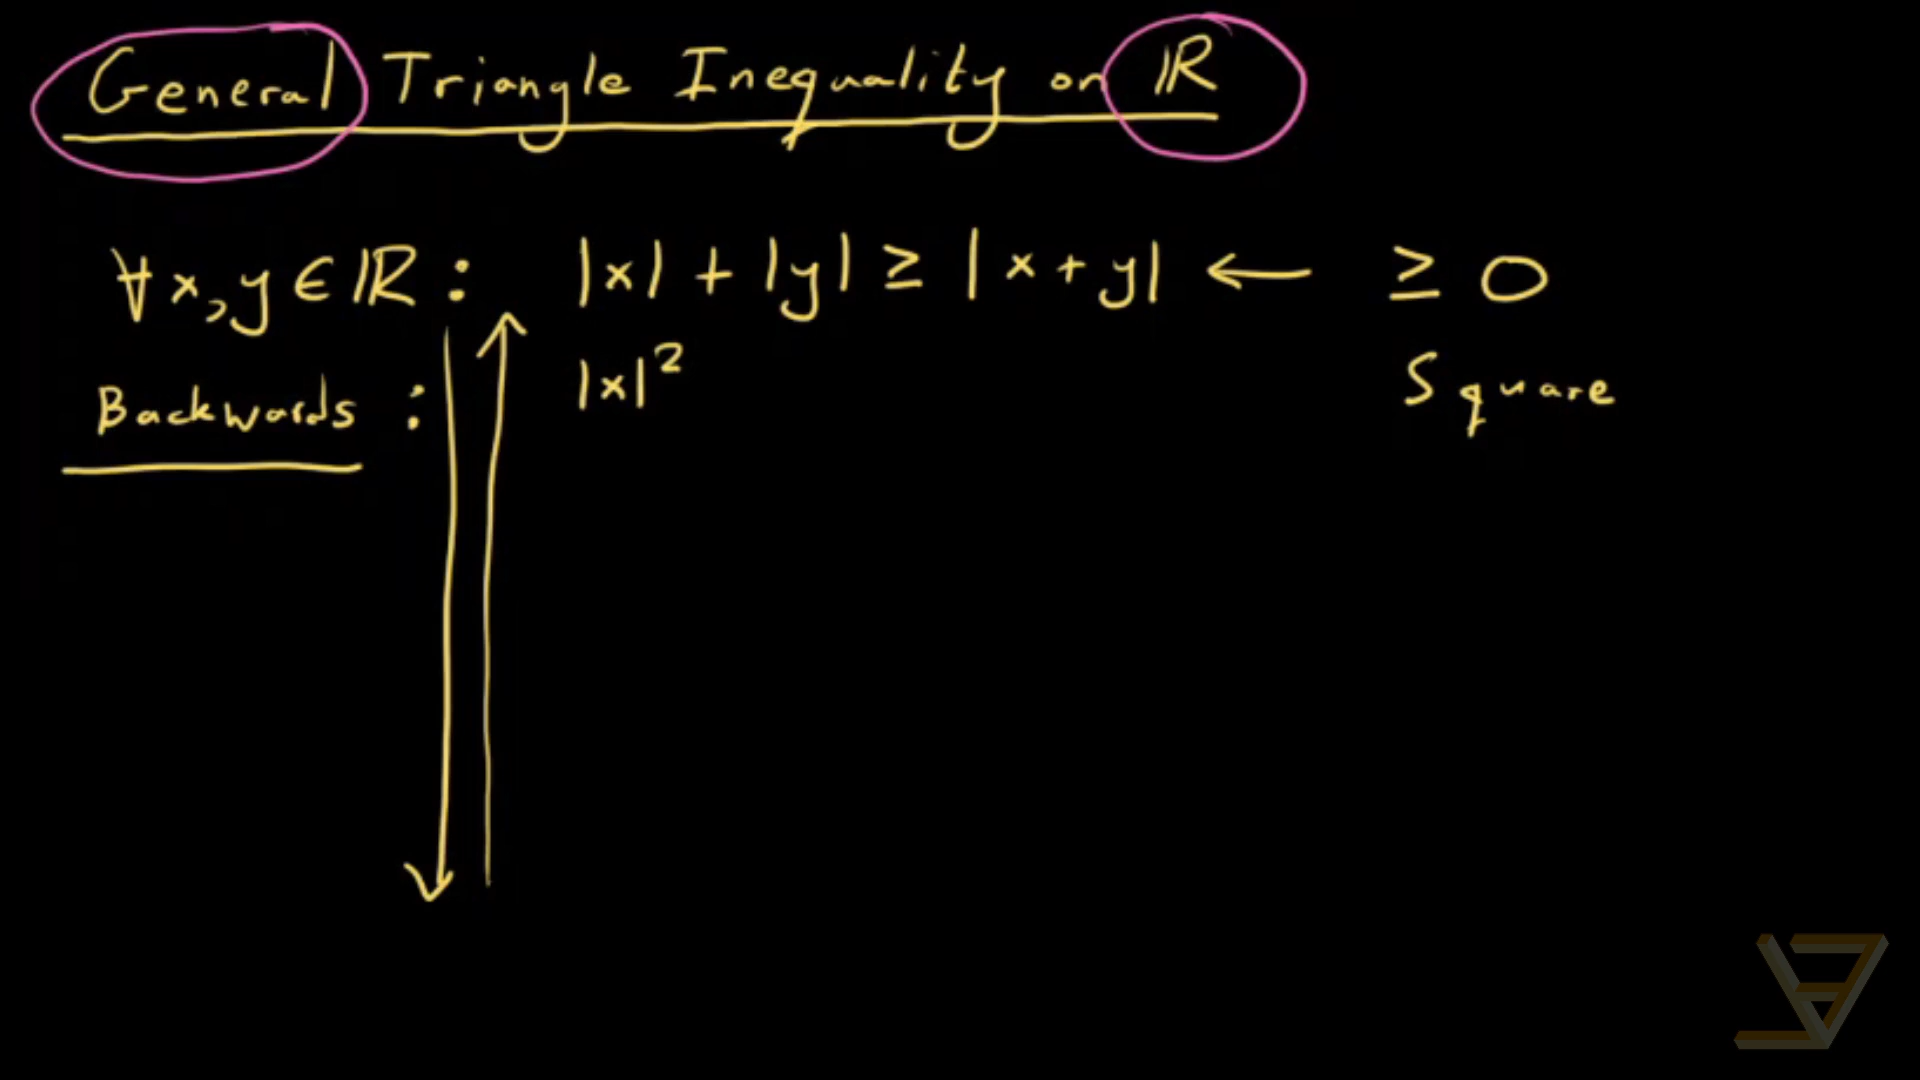 General Triangle Inequality on ℝ
∀x,y∈ℝ: |x| + |y| ≥ |x+y| ← ≥ 0
Backwards: |x|² Square